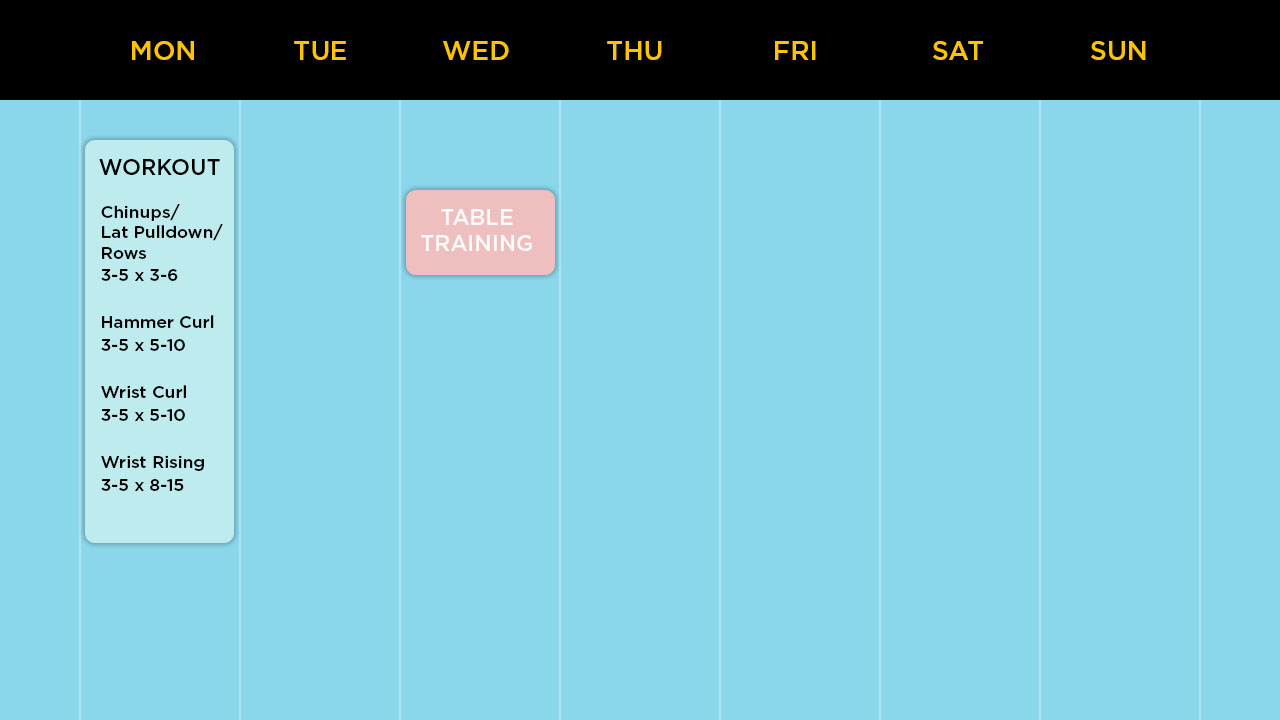 MON TUE WED THU FRI SAT SUN
WORKOUT
Chinups/
Lat Pulldown/
Rows
3-5 x 3-6
Hammer Curl
3-5 x 5-10
Wrist Curl
3-5 x 5-10
Wrist Rising
3-5 x 8-15
TABLE
TRAINING